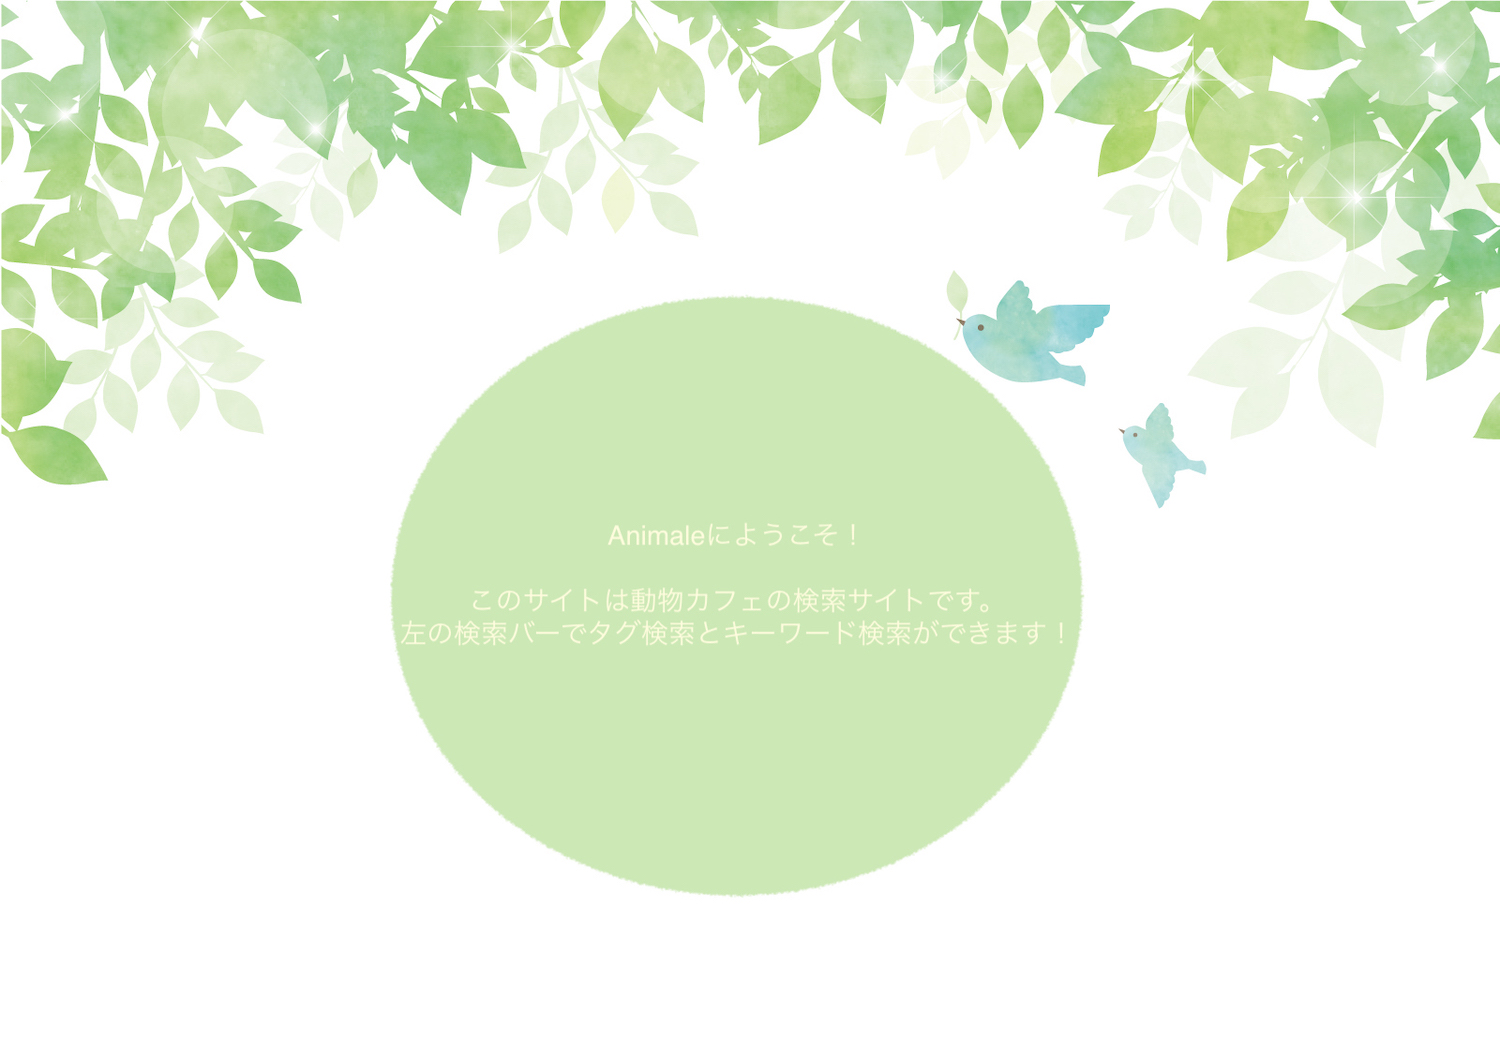 Animaleにようこそ！
このサイトは動物カフェの検索サイトです。
左の検索バーでタグ検索とキーワード検索ができます！